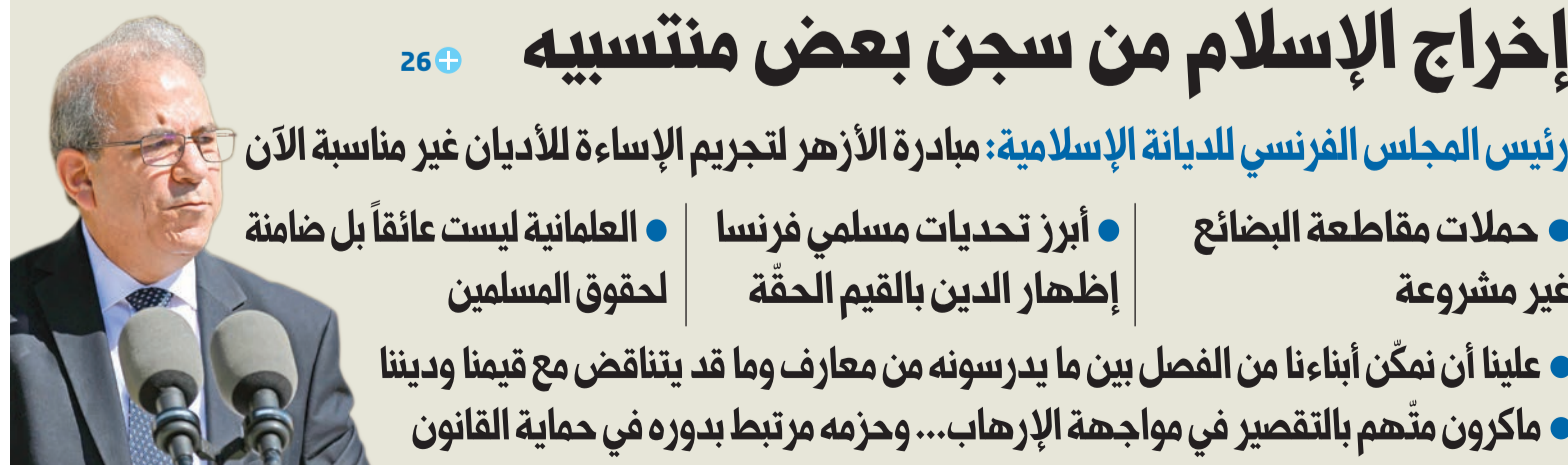 إخراج الإسلام من سجن بعض منتسبيه
26
رئيس المجلس الفرنسي للديانة الإسلامية: مبادرة الأزهر لتجريم الإساءة للأديان غير مناسبة الآن
● حملات مقاطعة البضائع
غير مشروعة
● أبرز تحديات مسلمي فرنسا
إظهار الدين بالقيم الحقّة
● العلمانية ليست عائقاً بل ضامنة
لحقوق المسلمين
● علينا أن نمكّن أبناءنا من الفصل بين ما يدرسونه من معارف وما قد يتناقض مع قيمنا وديننا
● ماكرون متّهم بالتقصير في مواجهة الإرهاب... وحزمه مرتبط بدوره في حماية القانون